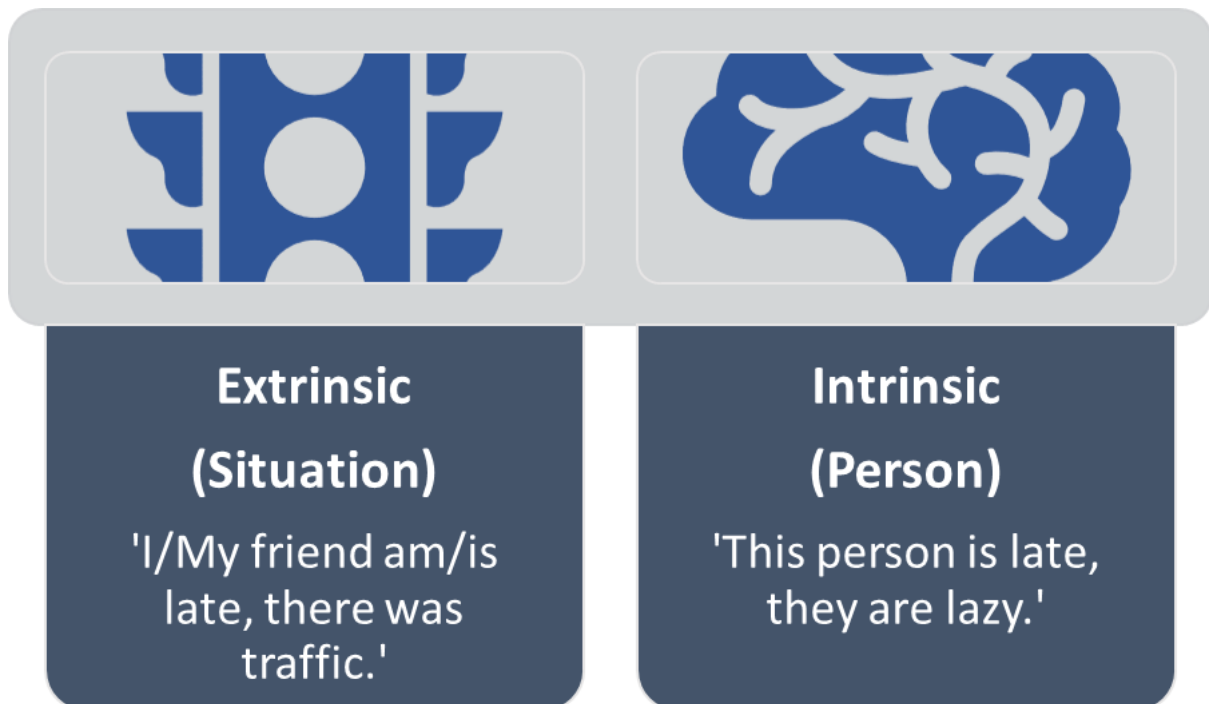 Extrinsic
(Situation)
'I/My friend am/is
late, there was
traffic.'
Intrinsic
(Person)
'This person is late,
they are lazy.'